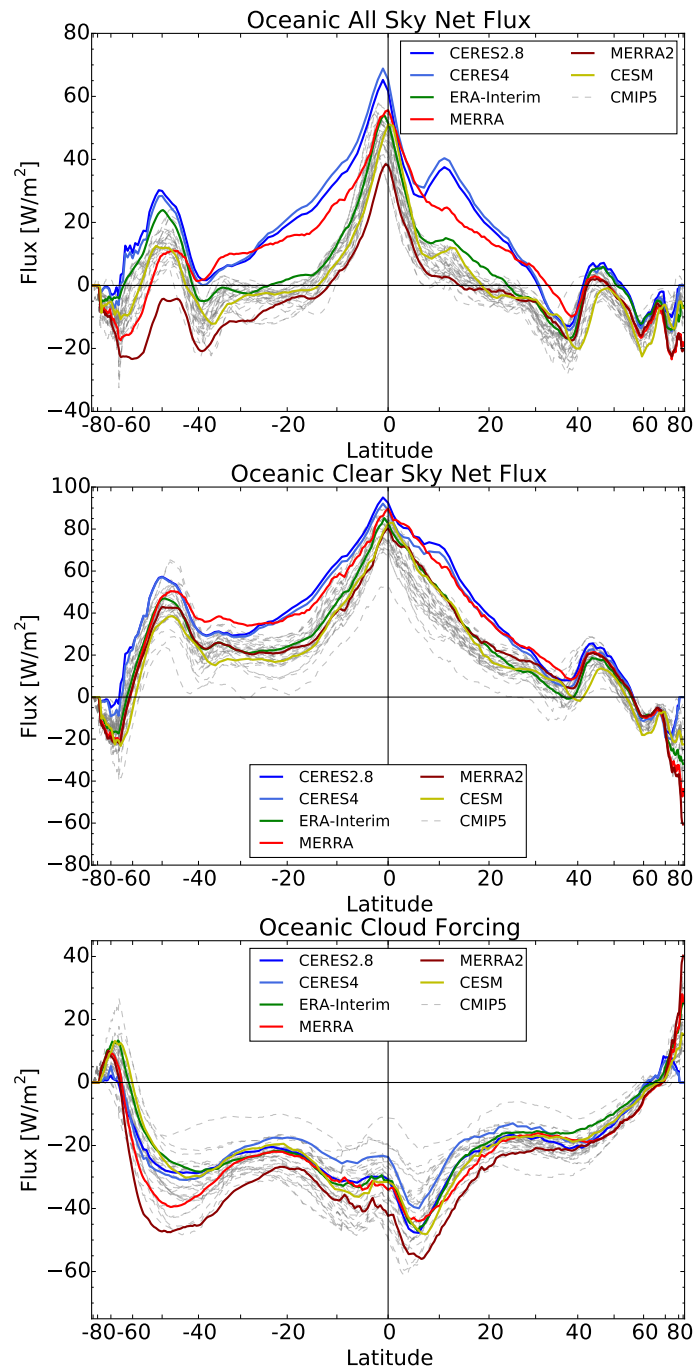 Oceanic All Sky Net Flux
80
60
40
20
0
−20
−40
Flux [W/m²]
CERES2.8
CERES4
ERA-Interim
MERRA
MERRA2
CESM
CMIP5
-80 -60 -40 -20 0 20 40 60 80
Latitude
Oceanic Clear Sky Net Flux
100
80
60
40
20
0
−20
−40
−60
−80
Flux [W/m²]
CERES2.8
CERES4
ERA-Interim
MERRA
MERRA2
CESM
CMIP5
-80 -60 -40 -20 0 20 40 60 80
Latitude
Oceanic Cloud Forcing
40
20
0
−20
−40
−60
Flux [W/m²]
CERES2.8
CERES4
ERA-Interim
MERRA
MERRA2
CESM
CMIP5
-80 -60 -40 -20 0 20 40 60 80
Latitude